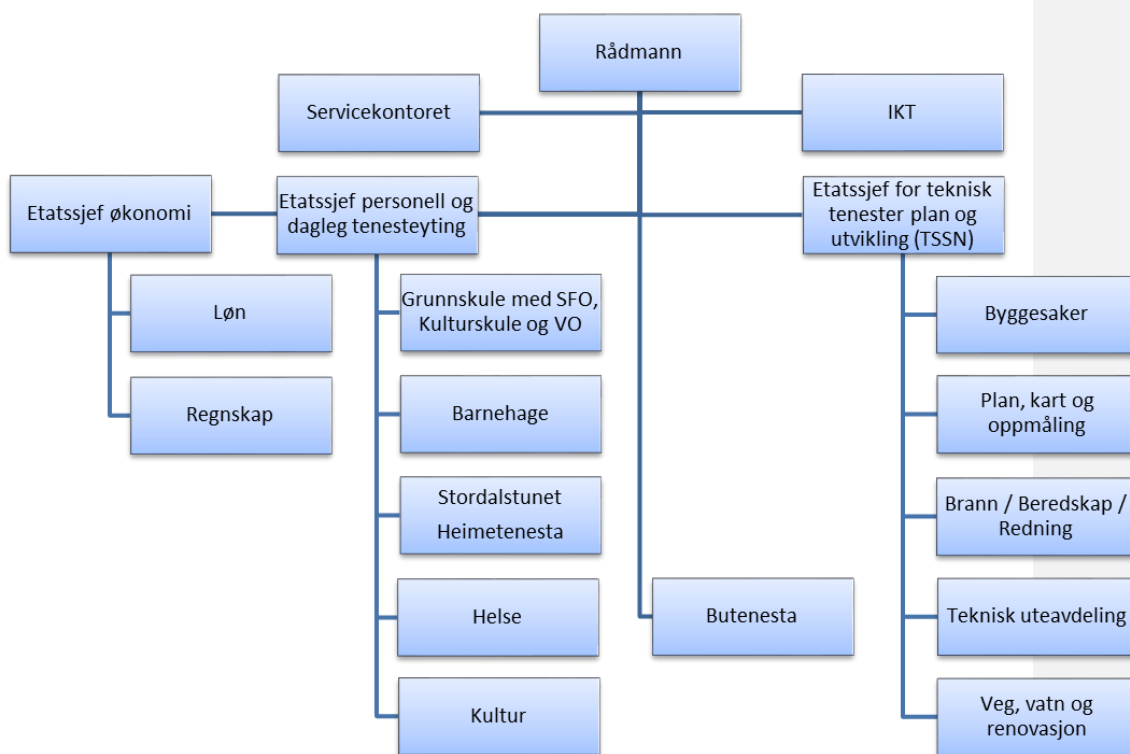 Rådmann
Servicekontoret
IKT
Etatssjef økonomi
Etatssjef personell og
dagleg tenesteyting
Etatssjef for teknisk
tenester plan og
utvikling (TSSN)
Løn
Regnskap
Grunnskule med SFO,
Kulturskule og VO
Barnehage
Stordalstunet
Heimetenesta
Helse
Kultur
Butenesta
Byggesaker
Plan, kart og
oppmåling
Brann / Beredskap /
Redning
Teknisk uteavdeling
Veg, vatn og
renovasjon